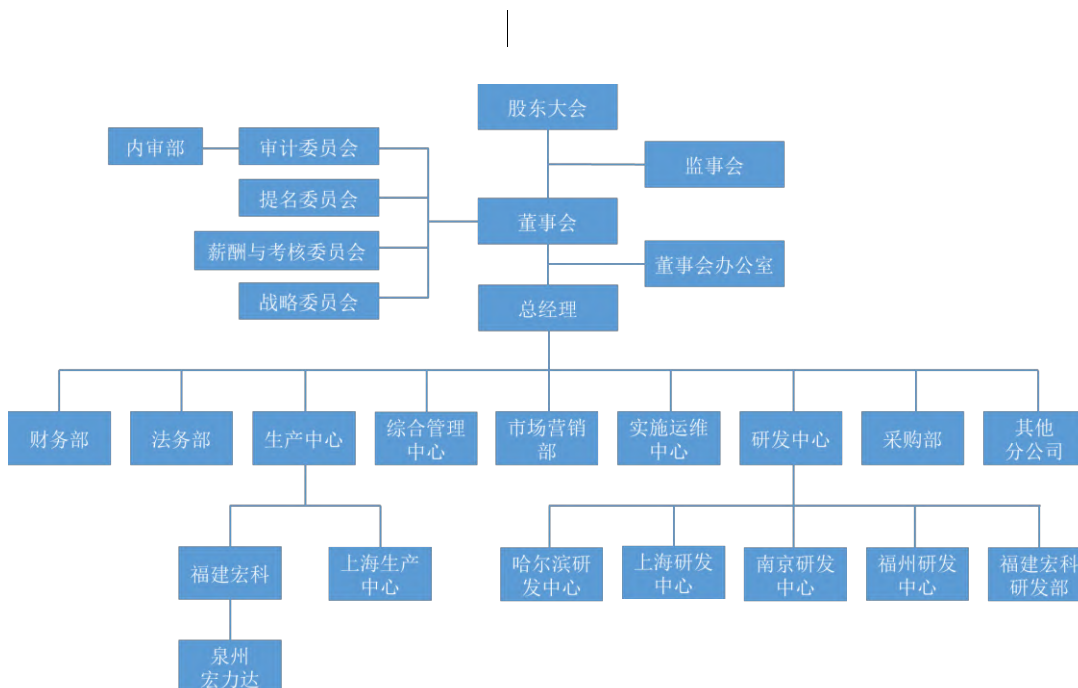 股东大会
内审部
审计委员会
监事会
提名委员会
董事会
薪酬与考核委员会
董事会办公室
战略委员会
总经理
财务部
法务部
生产中心
综合管理
中心
市场营销
部
实施运维
中心
研发中心
采购部
其他
分公司
福建宏科
上海生产
中心
哈尔滨研
发中心
上海研发
中心
南京研发
中心
福州研发
中心
福建宏科
研发部
泉州
宏力达